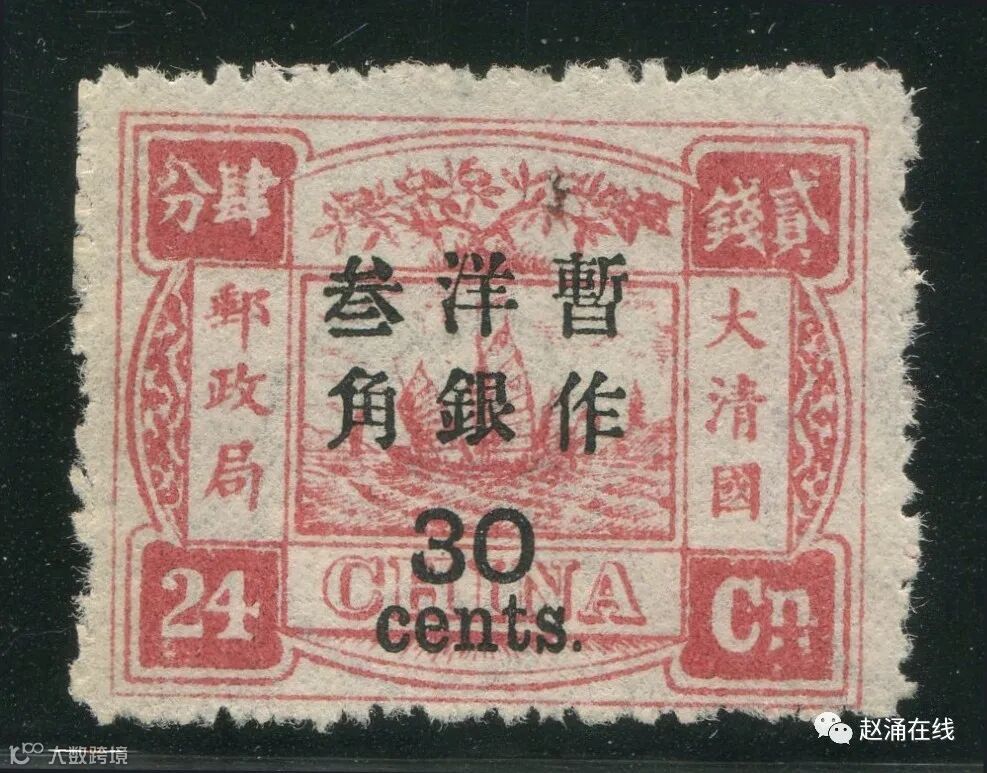 肆分
貳錢
暫作
洋銀
叁角
大清國
郵政局
30
cents.
CHINA
24
Cn
赵涌在线
大数跨境